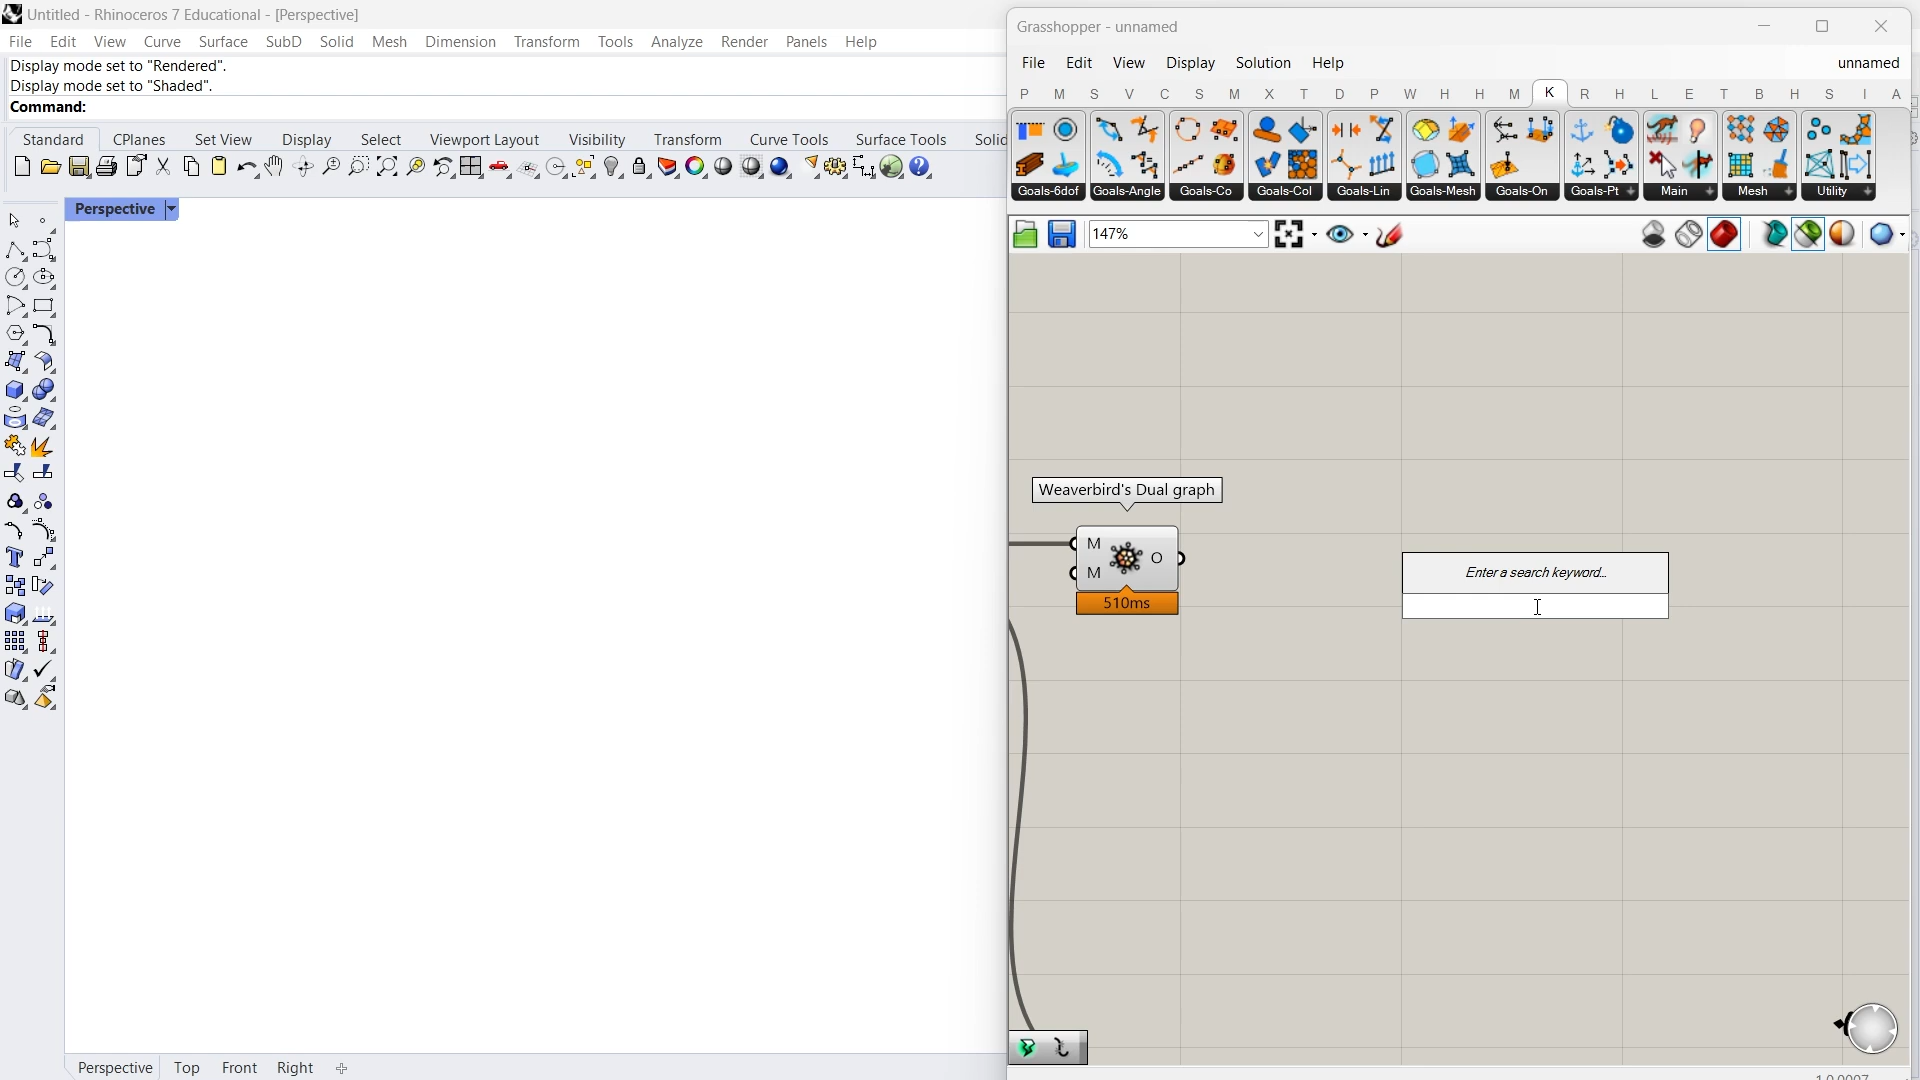 Untitled - Rhinoceros 7 Educational - [Perspective]
File Edit View Curve Surface SubD Solid Mesh Dimension Transform Tools Analyze Render Panels Help
Display mode set to "Rendered".
Display mode set to "Shaded".
Command:
Standard CPlanes Set View Display Select Viewport Layout Visibility Transform Curve Tools Surface Tools Solid
Perspective
Perspective Top Front Right
Grasshopper - unnamed
File Edit View Display Solution Help unnamed
P M S V C S M X T D P W H H M K R H L E T B H S I A
Goals-6dof Goals-Angle Goals-Co Goals-Col Goals-Lin Goals-Mesh Goals-On Goals-Pt Main Mesh Utility
147%
Weaverbird's Dual graph
M
O
M
510ms
Enter a search keyword...